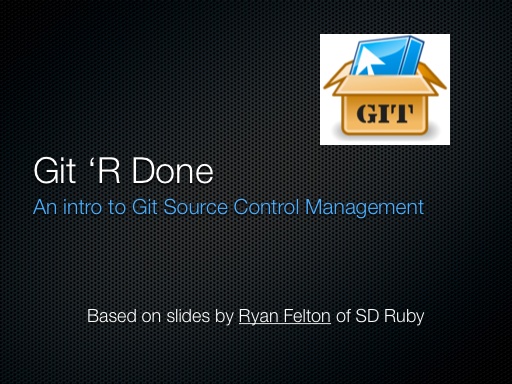 GIT
Git ‘R Done
An intro to Git Source Control Management
Based on slides by Ryan Felton of SD Ruby